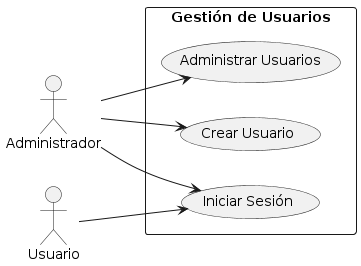 Gestión de Usuarios
Administrar Usuarios
Crear Usuario
Administrador
Iniciar Sesión
Usuario